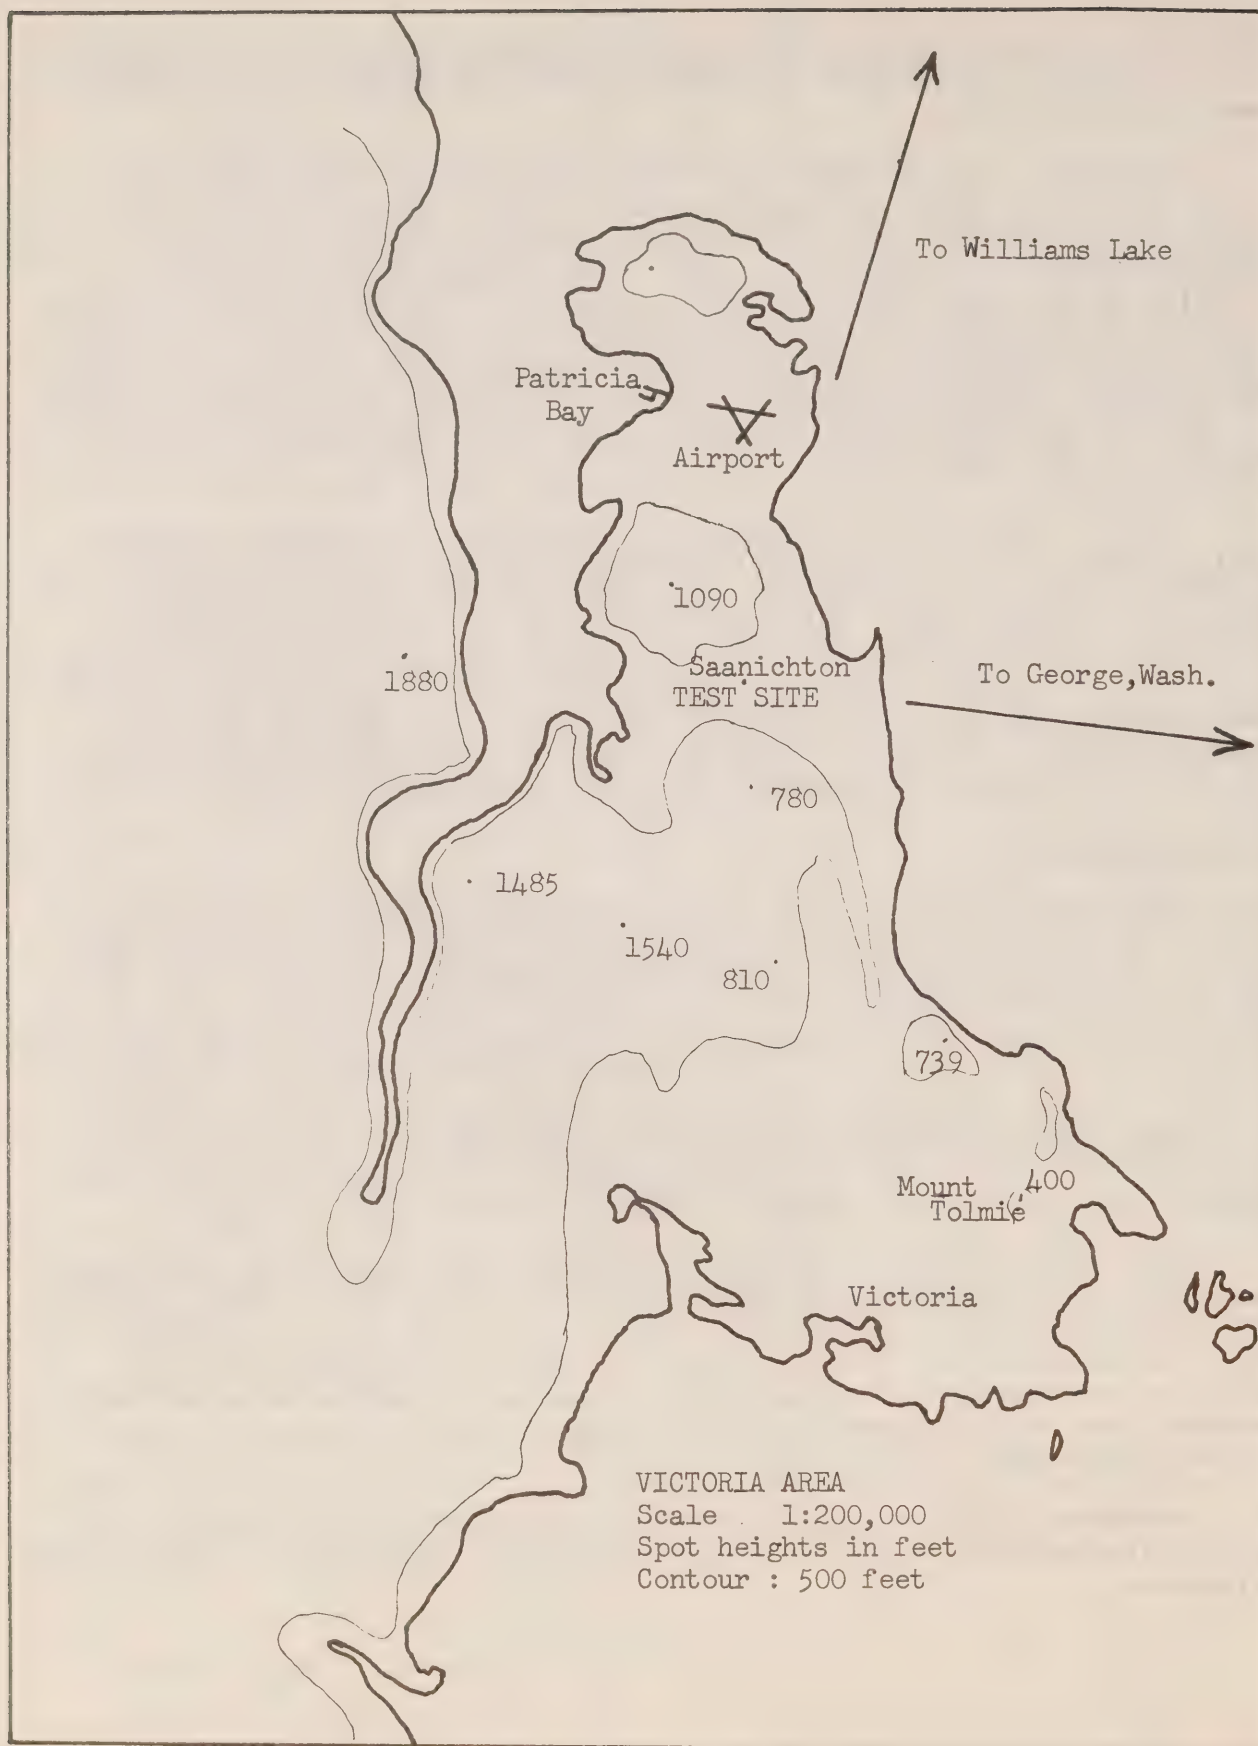 To Williams Lake
Patricia
Bay
Airport
1090
Saanichton
TEST SITE
1880
To George,Wash.
780
1485
1540
810
739
400
Mount
Tolmie
Victoria
VICTORIA AREA
Scale 1:200,000
Spot heights in feet
Contour : 500 feet